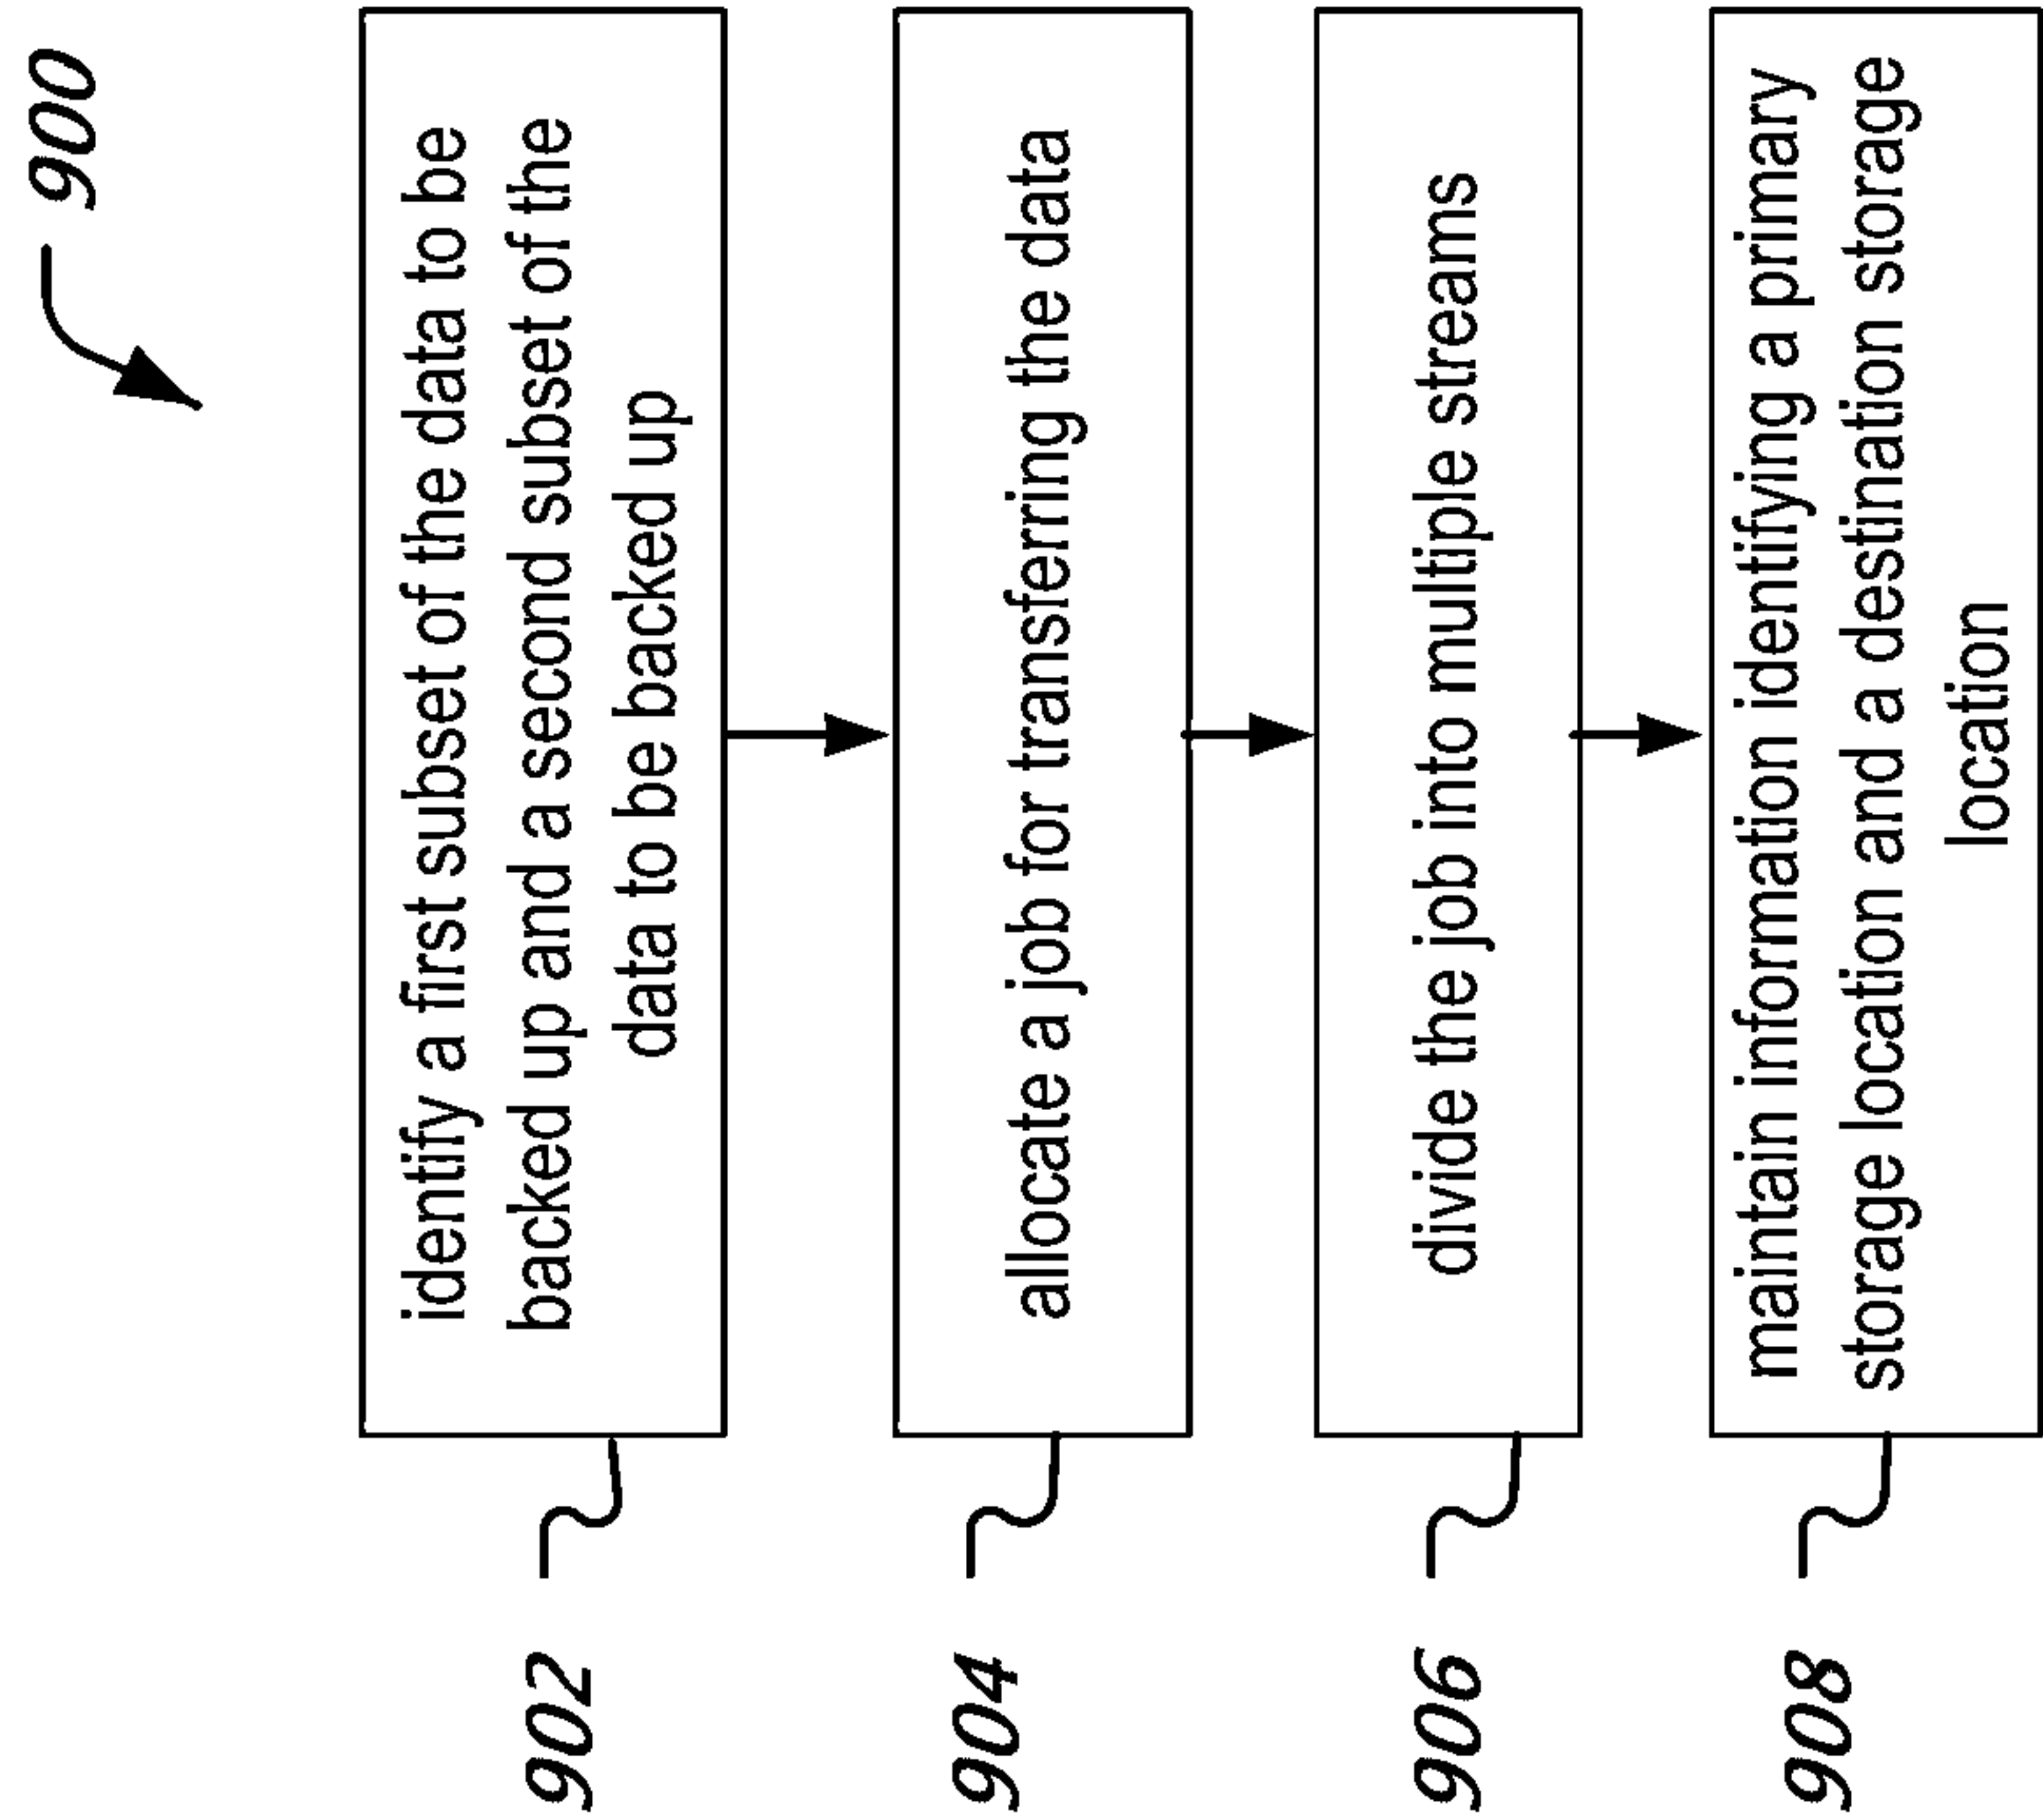 900
902
identify a first subset of the data to be
backed up and a second subset of the
data to be backed up
904
allocate a job for transferring the data
906
divide the job into multiple streams
908
maintain information identifying a primary
storage location and a destination storage
location